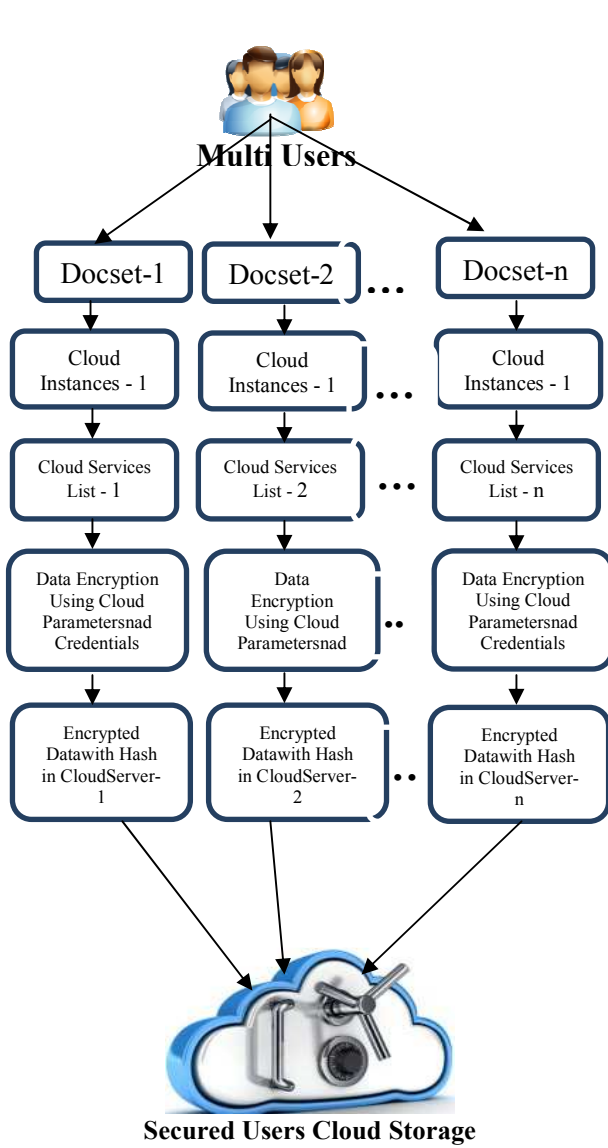 Multi Users
Docset-1
Docset-2
...
Docset-n
Cloud
Instances - 1
Cloud
Instances - 1
...
Cloud
Instances - 1
Cloud Services
List - 1
Cloud Services
List - 2
...
Cloud Services
List - n
Data Encryption
Using Cloud
Parametersnad
Credentials
Data
Encryption
Using Cloud
Parametersnad
..
Data Encryption
Using Cloud
Parametersnad
Credentials
Encrypted
Datawith Hash
in CloudServer-
1
Encrypted
Datawith Hash
in CloudServer-
2
..
Encrypted
Datawith Hash
in CloudServer-
n
Secured Users Cloud Storage